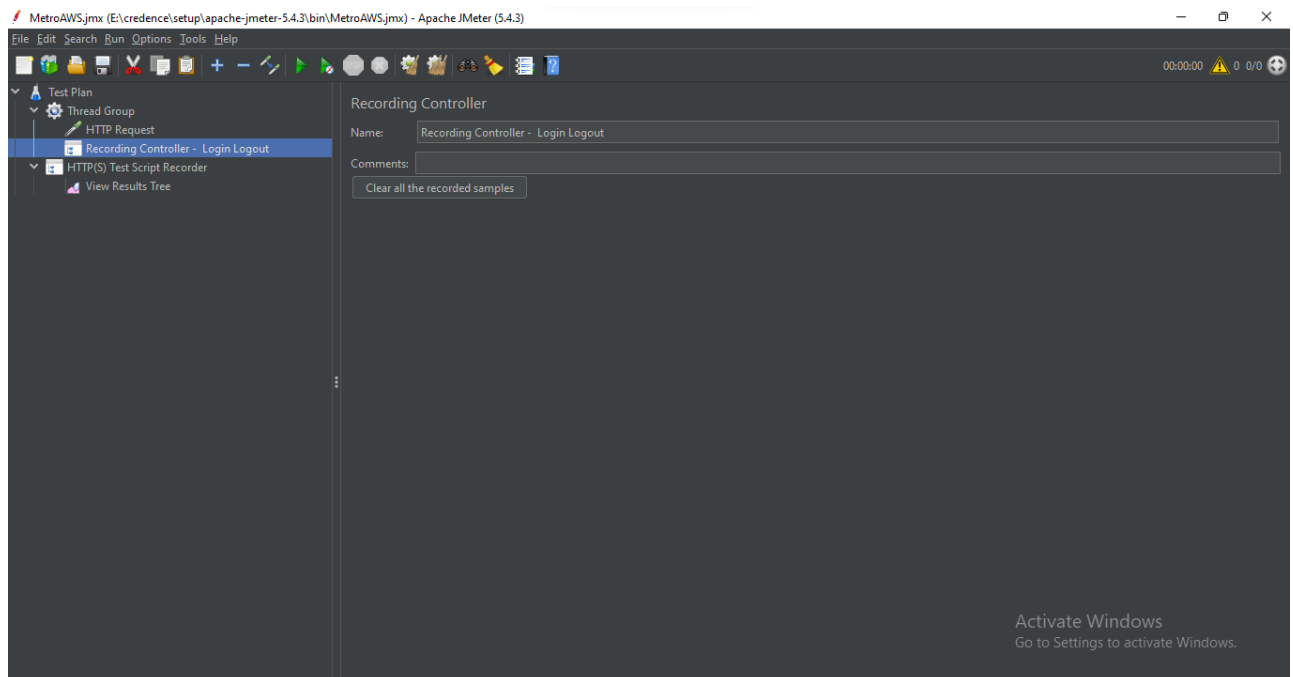 MetroAWS.jmx (E:\credence\setup\apache-jmeter-5.4.3\bin\MetroAWS.jmx) - Apache JMeter (5.4.3)
File Edit Search Run Options Tools Help
00:00:00 0 0/0
Test Plan
Thread Group
HTTP Request
Recording Controller - Login Logout
HTTP(S) Test Script Recorder
View Results Tree
Recording Controller
Name: Recording Controller - Login Logout
Comments:
Clear all the recorded samples
Activate Windows
Go to Settings to activate Windows.